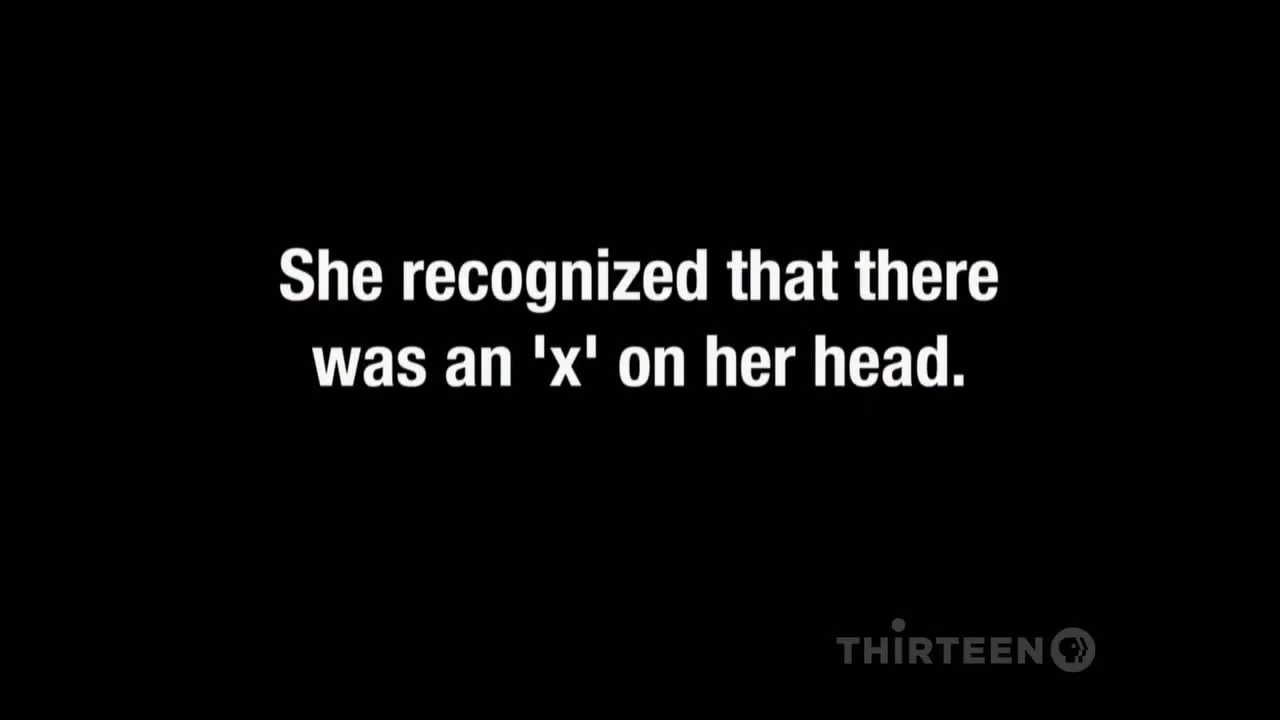 She recognized that there
was an 'x' on her head.
THIRTEEN